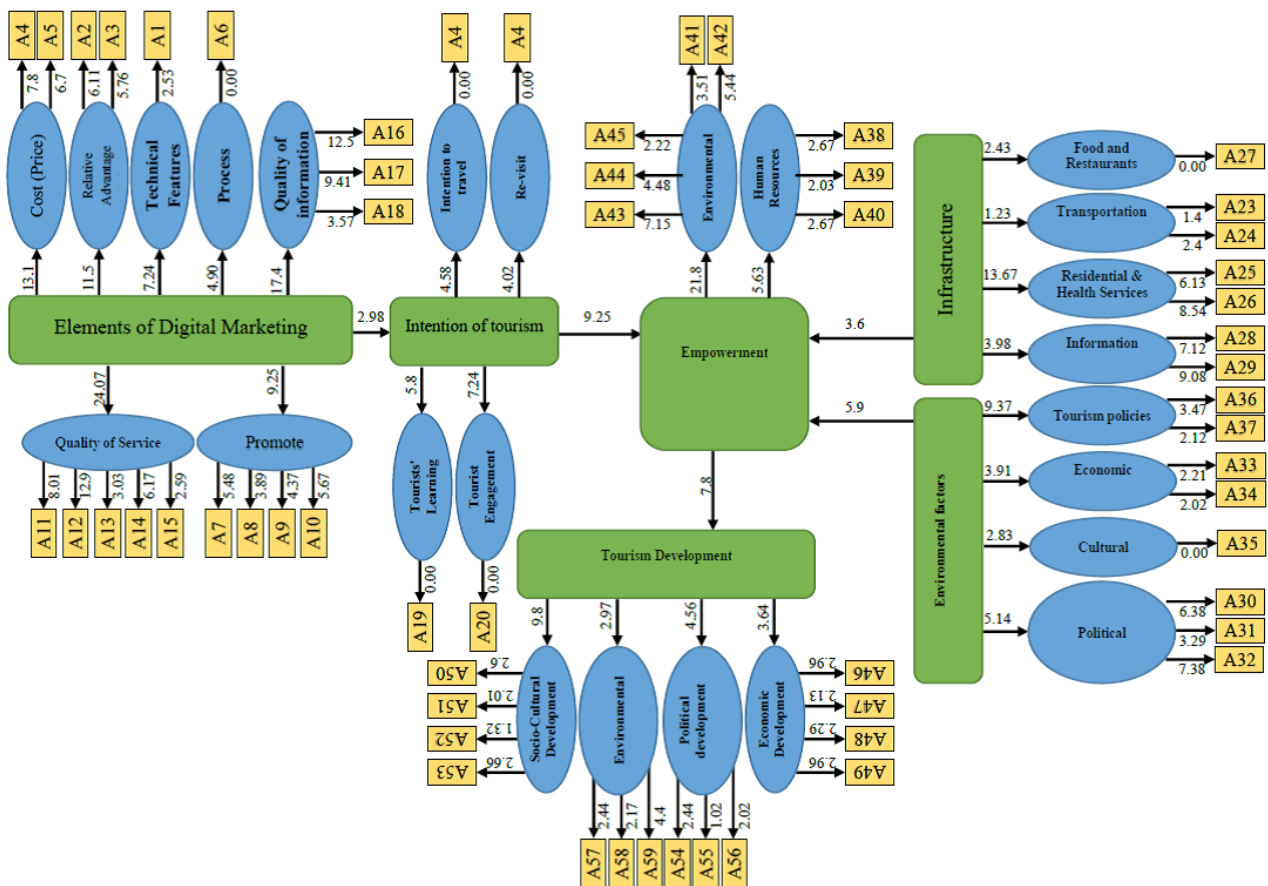 A4
A5
A2
A3
A1
A6
7.8
6.7
6.11
5.76
2.53
0.00
Cost (Price)
Relative
Advantage
Technical
Features
Process
Quality of
information
12.5
A16
9.41
A17
3.57
A18
13.1
11.5
7.24
4.90
17.4
Elements of Digital Marketing
2.98
24.07
9.25
Quality of Service
Promote
8.01
12.9
3.03
6.17
2.59
5.48
3.89
4.37
5.67
A11
A12
A13
A14
A15
A7
A8
A9
A10
A4
A4
0.00
0.00
Intention to
travel
Re-visit
4.58
4.02
Intention of tourism
9.25
5.8
7.24
Tourists'
Learning
Tourist
Engagement
0.00
0.00
A19
A20
A41
A42
3.51
5.44
A45
2.22
A44
4.48
A43
7.15
Environmental
Human
Resources
2.67
A38
2.03
A39
2.67
A40
21.8
5.63
Empowerment
3.6
5.9
7.8
Tourism Development
9.8
2.97
4.56
3.64
Socio-Cultural
Development
Environmental
Political
development
Economic
Development
A50
2.6
A51
2.01
A52
1.32
A53
2.66
2.96
A46
2.13
A47
2.29
A48
2.96
A49
2.44
2.17
4.4
2.44
1.02
2.02
A57
A58
A59
A54
A55
A56
Infrastructure
2.43
Food and
Restaurants
0.00
A27
1.23
Transportation
1.4
A23
2.4
A24
13.67
Residential &
Health Services
6.13
A25
8.54
A26
3.98
Information
7.12
A28
9.08
A29
Environmental factors
9.37
Tourism policies
3.47
A36
2.12
A37
3.91
Economic
2.21
A33
2.02
A34
2.83
Cultural
0.00
A35
5.14
Political
6.38
A30
3.29
A31
7.38
A32